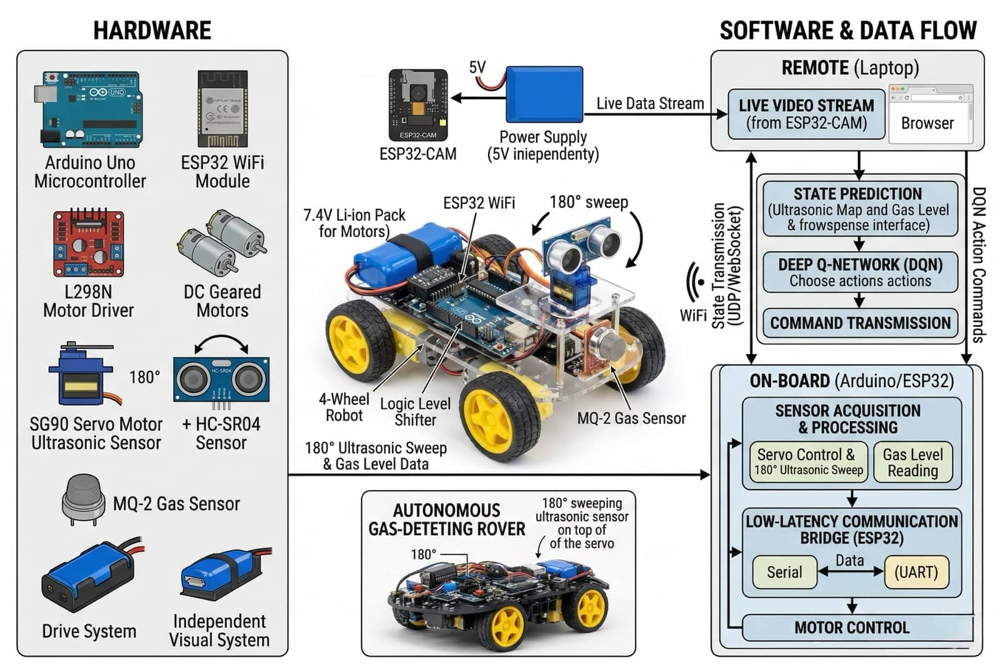 HARDWARE
UNO
Arduino Uno
Microcontroller
ESP32 WiFi
Module
L298N
Motor Driver
DC Geared
Motors
180°
HC-SR04
SG90 Servo Motor
Ultrasonic Sensor
+ HC-SR04
Sensor
MQ-2 Gas Sensor
Drive System
Independent
Visual System
5V
ESP32-CAM
ESP32-CAM
Power Supply
(5V iniependenty)
Live Data Stream
7.4V Li-ion Pack
for Motors)
ESP32 WiFi
180° sweep
4-Wheel
Robot
Logic Level
Shifter
MQ-2 Gas Sensor
180° Ultrasonic Sweep
& Gas Level Data
AUTONOMOUS
GAS-DETETING ROVER
180° sweeping
ultrasonic sensor
on top of
of the servo
180°
SOFTWARE & DATA FLOW
REMOTE (Laptop)
LIVE VIDEO STREAM
(from ESP32-CAM)
Browser
WiFi
State Transmission
(UDP/WebSocket)
STATE PREDICTION
(Ultrasonic Map and Gas Level
& frowspense interface)
DEEP Q-NETWORK (DQN)
Choose actions actions
COMMAND TRANSMISSION
DQN Action Commands
ON-BOARD (Arduino/ESP32)
SENSOR ACQUISITION
& PROCESSING
Servo Control &
180° Ultrasonic Sweep
Gas Level
Reading
LOW-LATENCY COMMUNICATION
BRIDGE (ESP32)
Serial
Data
(UART)
MOTOR CONTROL